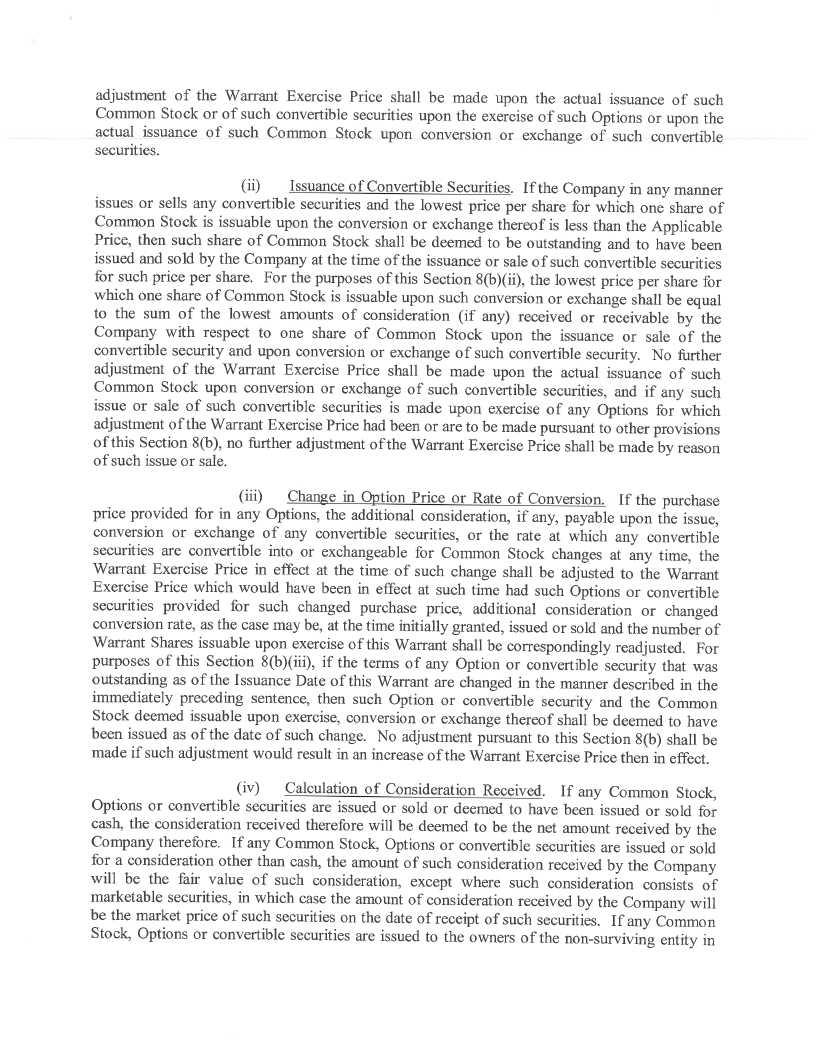 adjustment of the Warrant Exercise Price shall be made upon the actual issuance of such
Common Stock or of such convertible securities upon the exercise of such Options or upon the
actual issuance of such Common Stock upon conversion or exchange of such convertible
securities.
(ii) Issuance of Convertible Securities. If the Company in any manner
issues or sells any convertible securities and the lowest price per share for which one share of
Common Stock is issuable upon the conversion or exchange thereof is less than the Applicable
Price, then such share of Common Stock shall be deemed to be outstanding and to have been
issued and sold by the Company at the time of the issuance or sale of such convertible securities
for such price per share. For the purposes of this Section 8(b)(ii), the lowest price per share for
which one share of Common Stock is issuable upon such conversion or exchange shall be equal
to the sum of the lowest amounts of consideration (if any) received or receivable by the
Company with respect to one share of Common Stock upon the issuance or sale of the
convertible security and upon conversion or exchange of such convertible security. No further
adjustment of the Warrant Exercise Price shall be made upon the actual issuance of such
Common Stock upon conversion or exchange of such convertible securities, and if any such
issue or sale of such convertible securities is made upon exercise of any Options for which
adjustment of the Warrant Exercise Price had been or are to be made pursuant to other provisions
of this Section 8(b), no further adjustment of the Warrant Exercise Price shall be made by reason
of such issue or sale.
(iii) Change in Option Price or Rate of Conversion. If the purchase
price provided for in any Options, the additional consideration, if any, payable upon the issue,
conversion or exchange of any convertible securities, or the rate at which any convertible
securities are convertible into or exchangeable for Common Stock changes at any time, the
Warrant Exercise Price in effect at the time of such change shall be adjusted to the Warrant
Exercise Price which would have been in effect at such time had such Options or convertible
securities provided for such changed purchase price, additional consideration or changed
conversion rate, as the case may be, at the time initially granted, issued or sold and the number of
Warrant Shares issuable upon exercise of this Warrant shall be correspondingly readjusted. For
purposes of this Section 8(b)(iii), if the terms of any Option or convertible security that was
outstanding as of the Issuance Date of this Warrant are changed in the manner described in the
immediately preceding sentence, then such Option or convertible security and the Common
Stock deemed issuable upon exercise, conversion or exchange thereof shall be deemed to have
been issued as of the date of such change. No adjustment pursuant to this Section 8(b) shall be
made if such adjustment would result in an increase of the Warrant Exercise Price then in effect.
(iv) Calculation of Consideration Received. If any Common Stock,
Options or convertible securities are issued or sold or deemed to have been issued or sold for
cash, the consideration received therefore will be deemed to be the net amount received by the
Company therefore. If any Common Stock, Options or convertible securities are issued or sold
for a consideration other than cash, the amount of such consideration received by the Company
will be the fair value of such consideration, except where such consideration consists of
marketable securities, in which case the amount of consideration received by the Company will
be the market price of such securities on the date of receipt of such securities. If any Common
Stock, Options or convertible securities are issued to the owners of the non-surviving entity in